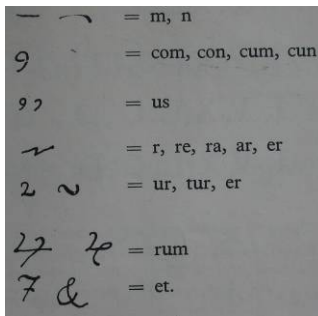 — ⁀ = m, n
9 = com, con, cum, cun
9 ꝰ = us
~ = r, re, ra, ar, er
2 ~ = ur, tur, er
ꝝ ꝝ = rum
7 & = et.